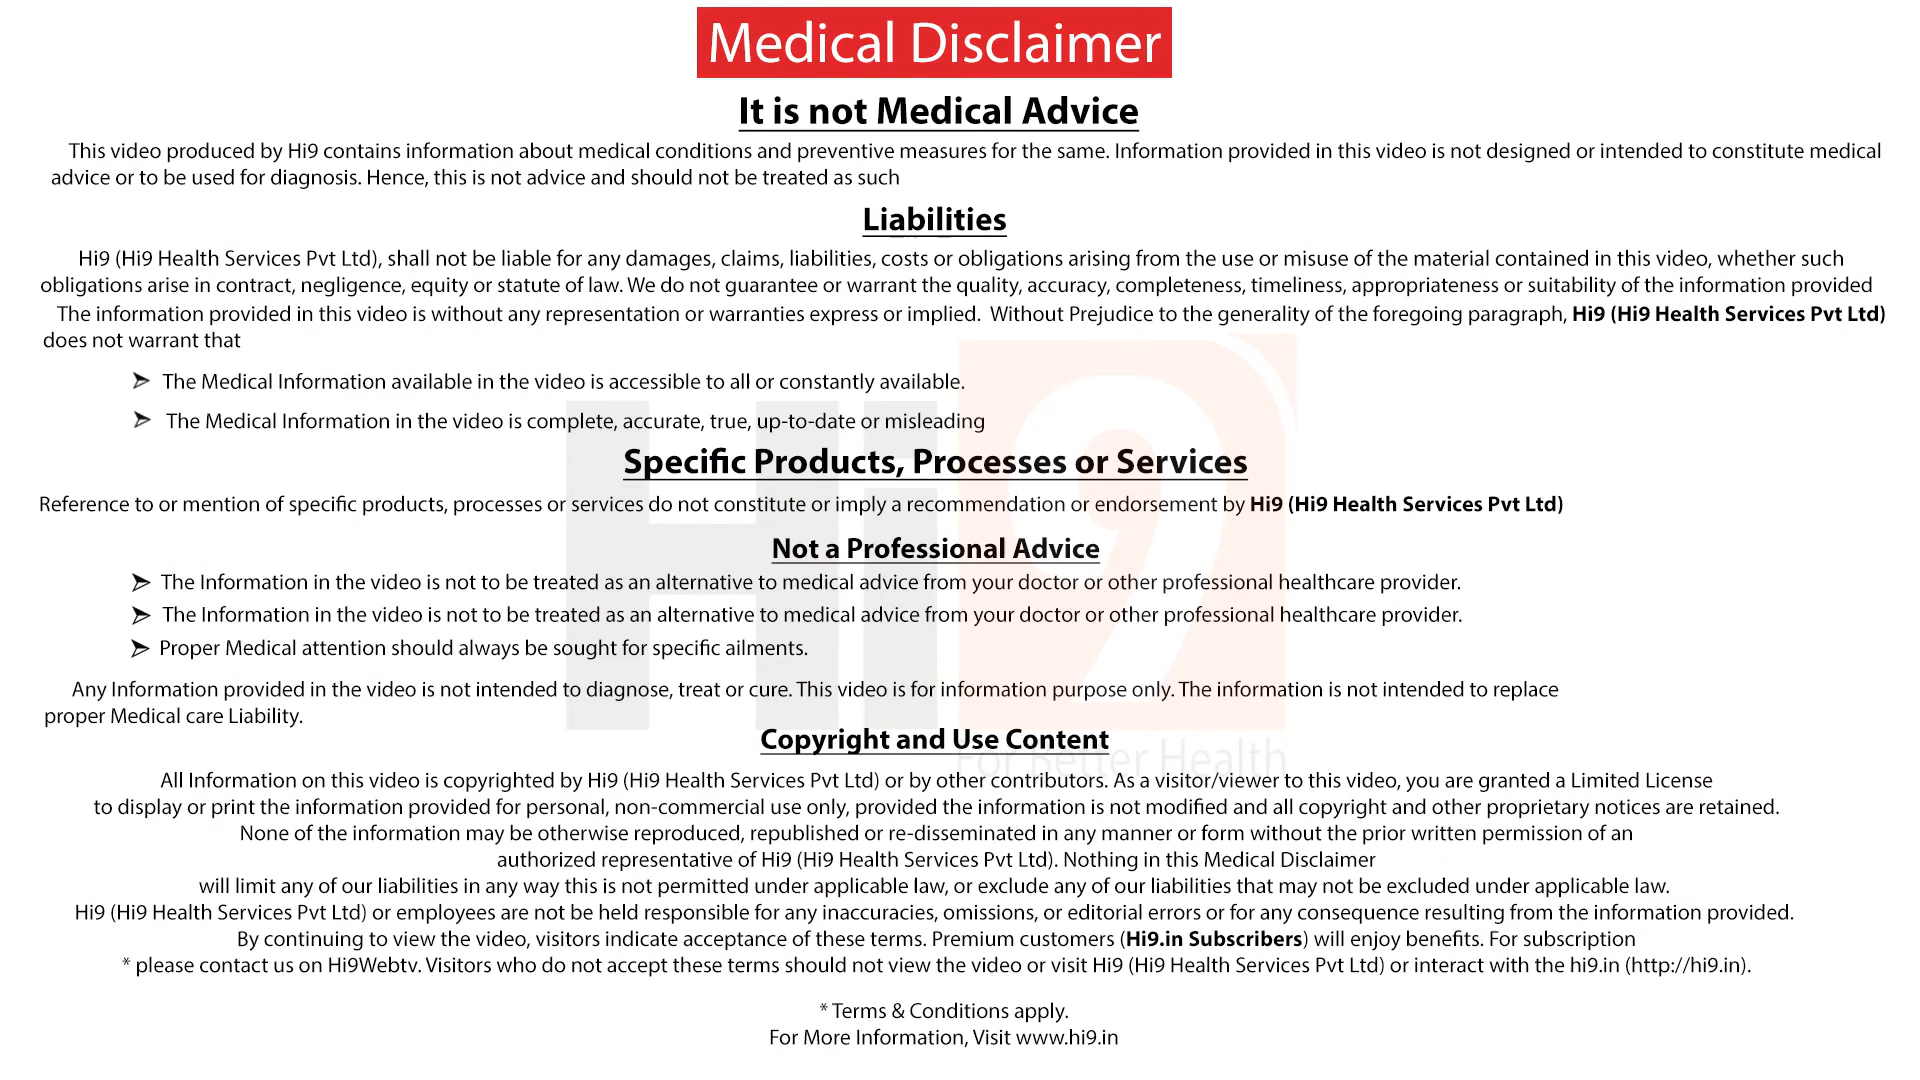 Medical Disclaimer
It is not Medical Advice
This video produced by Hi9 contains information about medical conditions and preventive measures for the same. Information provided in this video is not designed or intended to constitute medical
advice or to be used for diagnosis. Hence, this is not advice and should not be treated as such
Liabilities
Hi9 (Hi9 Health Services Pvt Ltd), shall not be liable for any damages, claims, liabilities, costs or obligations arising from the use or misuse of the material contained in this video, whether such
obligations arise in contract, negligence, equity or statute of law. We do not guarantee or warrant the quality, accuracy, completeness, timeliness, appropriateness or suitability of the information provided
The information provided in this video is without any representation or warranties express or implied. Without Prejudice to the generality of the foregoing paragraph, Hi9 (Hi9 Health Services Pvt Ltd)
does not warrant that
➢ The Medical Information available in the video is accessible to all or constantly available.
➢ The Medical Information in the video is complete, accurate, true, up-to-date or misleading
Specific Products, Processes or Services
Reference to or mention of specific products, processes or services do not constitute or imply a recommendation or endorsement by Hi9 (Hi9 Health Services Pvt Ltd)
Not a Professional Advice
➢ The Information in the video is not to be treated as an alternative to medical advice from your doctor or other professional healthcare provider.
➢ The Information in the video is not to be treated as an alternative to medical advice from your doctor or other professional healthcare provider.
➢ Proper Medical attention should always be sought for specific ailments.
Any Information provided in the video is not intended to diagnose, treat or cure. This video is for information purpose only. The information is not intended to replace
proper Medical care Liability.
Hi9
For Better Health
Copyright and Use Content
All Information on this video is copyrighted by Hi9 (Hi9 Health Services Pvt Ltd) or by other contributors. As a visitor/viewer to this video, you are granted a Limited License
to display or print the information provided for personal, non-commercial use only, provided the information is not modified and all copyright and other proprietary notices are retained.
None of the information may be otherwise reproduced, republished or re-disseminated in any manner or form without the prior written permission of an
authorized representative of Hi9 (Hi9 Health Services Pvt Ltd). Nothing in this Medical Disclaimer
will limit any of our liabilities in any way this is not permitted under applicable law, or exclude any of our liabilities that may not be excluded under applicable law.
Hi9 (Hi9 Health Services Pvt Ltd) or employees are not be held responsible for any inaccuracies, omissions, or editorial errors or for any consequence resulting from the information provided.
By continuing to view the video, visitors indicate acceptance of these terms. Premium customers (Hi9.in Subscribers) will enjoy benefits. For subscription
* please contact us on Hi9Webtv. Visitors who do not accept these terms should not view the video or visit Hi9 (Hi9 Health Services Pvt Ltd) or interact with the hi9.in (http://hi9.in).
* Terms & Conditions apply.
For More Information, Visit www.hi9.in